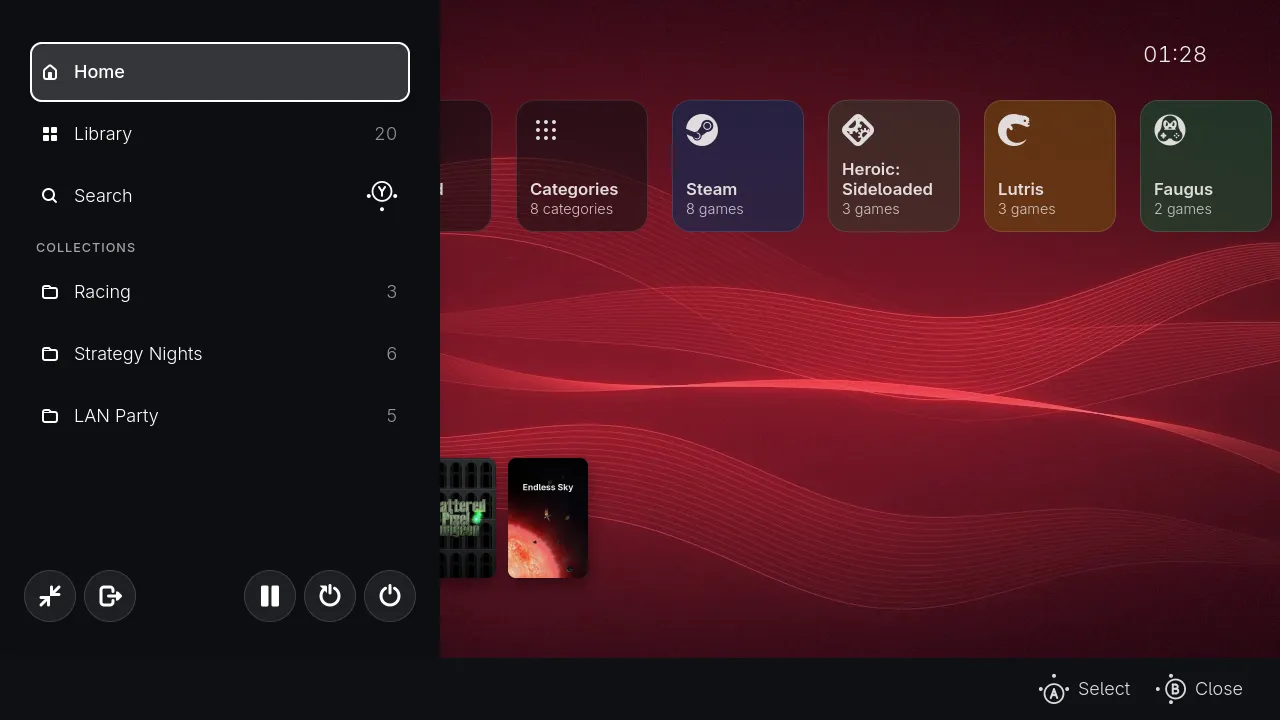 Home
Library 20
Search Y
COLLECTIONS
Racing 3
Strategy Nights 6
LAN Party 5
01:28
Categories
8 categories
Steam
8 games
Heroic:
Sideloaded
3 games
Lutris
3 games
Faugus
2 games
Endless Sky
A Select
B Close